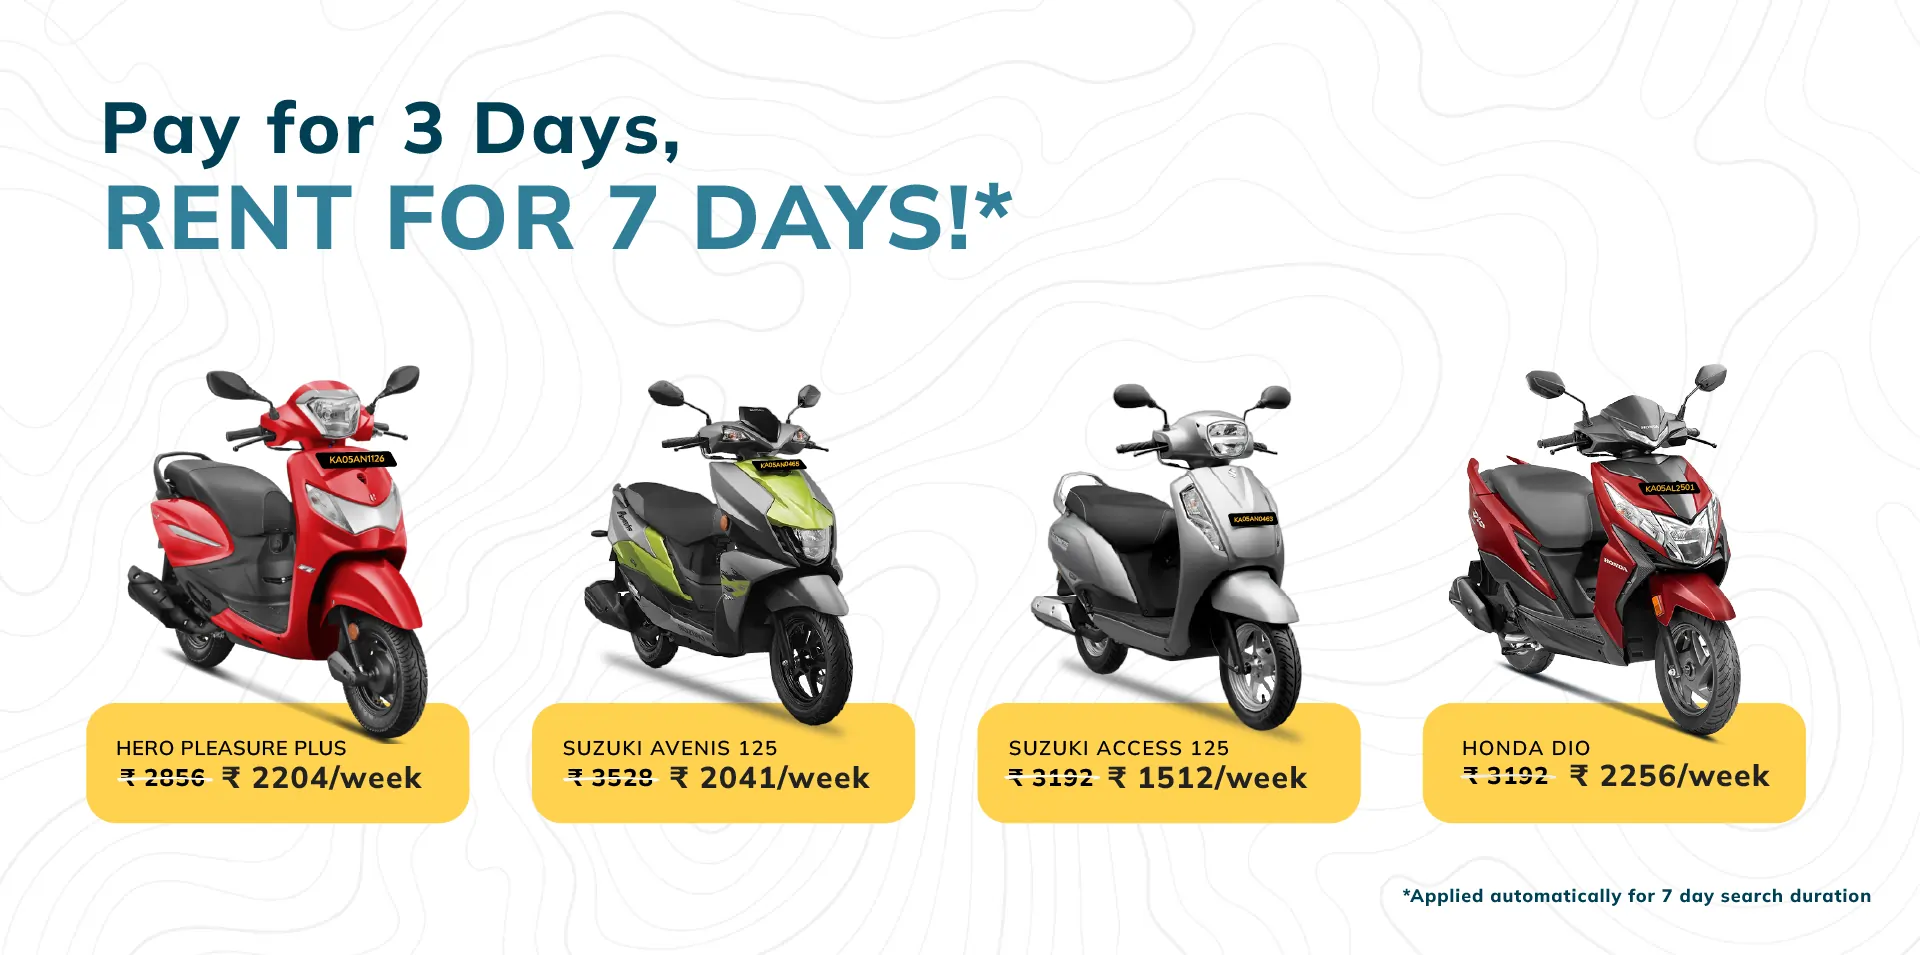 Pay for 3 Days,
RENT FOR 7 DAYS!*
KA05AN1126
KA05AN0465
KA05AN0463
KA05AL2501
HONDA
HONDA
HERO PLEASURE PLUS
₹ 2856 ₹ 2204/week
SUZUKI AVENIS 125
₹ 3528 ₹ 2041/week
SUZUKI ACCESS 125
₹ 3192 ₹ 1512/week
HONDA DIO
₹ 3192 ₹ 2256/week
*Applied automatically for 7 day search duration